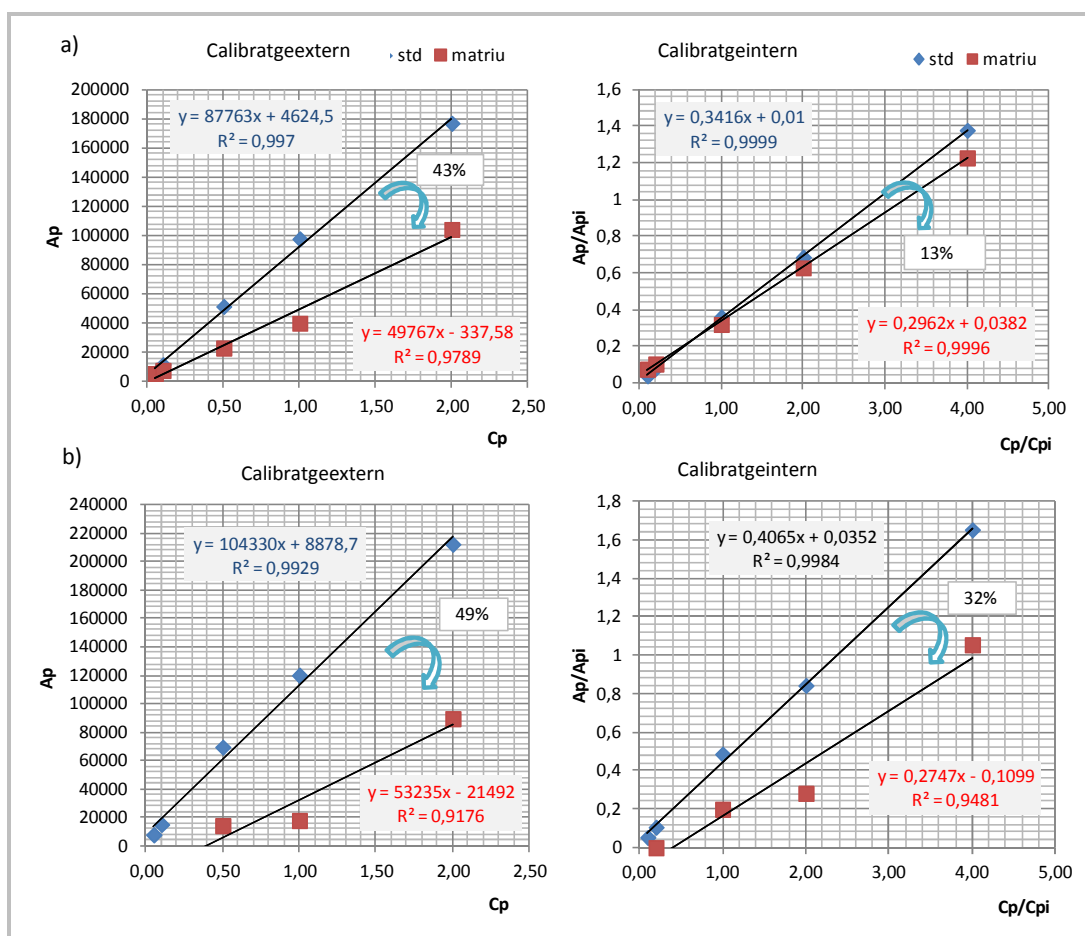 a)
Calibratgeextern
std matriu
200000
180000
160000
140000
120000
100000
80000
60000
40000
20000
0
Ap
y = 87763x + 4624,5
R² = 0,997
43%
y = 49767x - 337,58
R² = 0,9789
0,00 0,50 1,00 1,50 2,00 2,50
Cp
Calibratgeintern
std matriu
1,6
1,4
1,2
1
0,8
0,6
0,4
0,2
0
Ap/Api
y = 0,3416x + 0,01
R² = 0,9999
13%
y = 0,2962x + 0,0382
R² = 0,9996
0,00 1,00 2,00 3,00 4,00 5,00
Cp/Cpi
b)
Calibratgeextern
240000
220000
200000
180000
160000
140000
120000
100000
80000
60000
40000
20000
0
Ap
y = 104330x + 8878,7
R² = 0,9929
49%
y = 53235x - 21492
R² = 0,9176
0,00 0,50 1,00 1,50 2,00 2,50
Cp
Calibratgeintern
1,8
1,6
1,4
1,2
1
0,8
0,6
0,4
0,2
0
Ap/Api
y = 0,4065x + 0,0352
R² = 0,9984
32%
y = 0,2747x - 0,1099
R² = 0,9481
0,00 1,00 2,00 3,00 4,00 5,00
Cp/Cpi